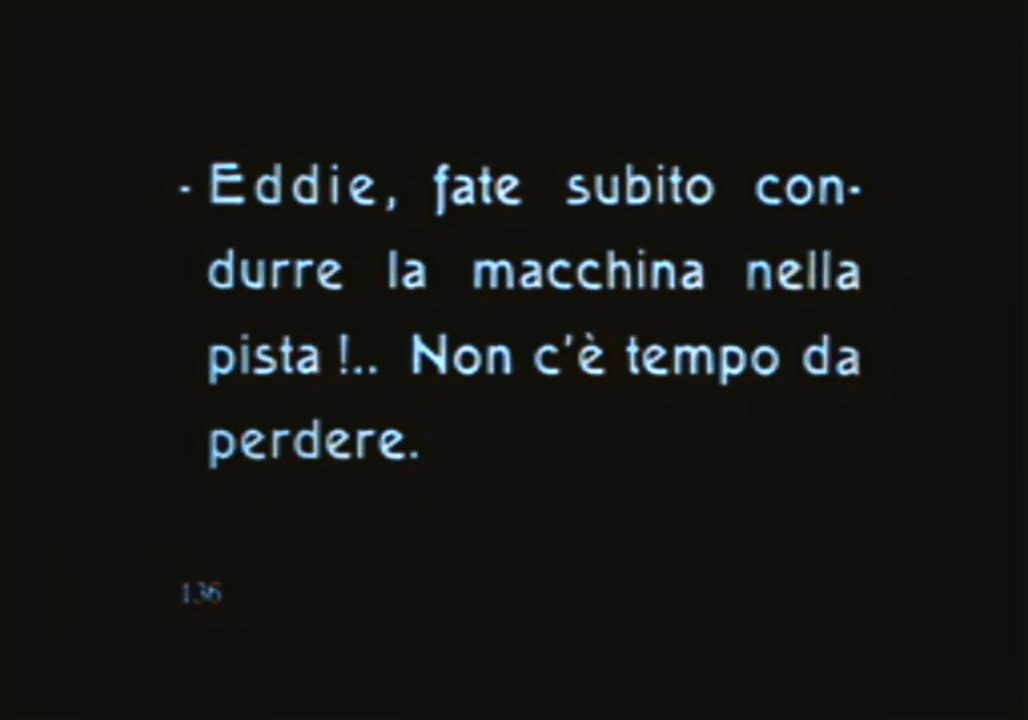 - Eddie, fate subito con-
durre la macchina nella
pista !.. Non c'è tempo da
perdere.
136